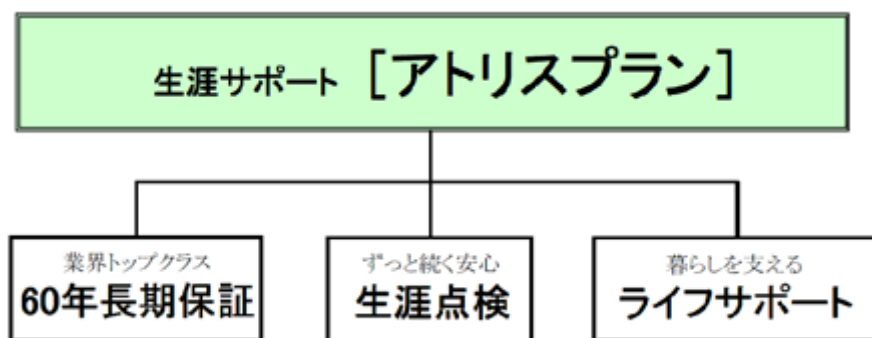 生涯サポート [アトリスプラン]
業界トップクラス
60年長期保証
ずっと続く安心
生涯点検
暮らしを支える
ライフサポート